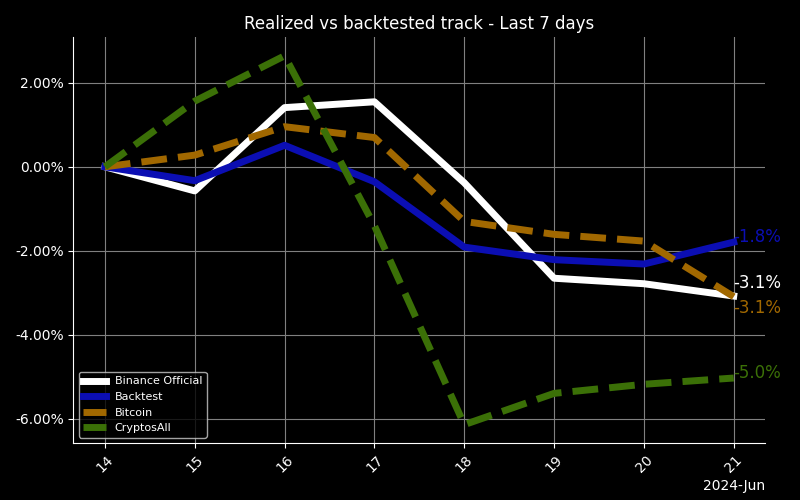 Realized vs backtested track - Last 7 days
2.00%
0.00%
-2.00%
-4.00%
-6.00%
-1.8%
-3.1%
-3.1%
-5.0%
Binance Official
Backtest
Bitcoin
CryptosAll
14
15
16
17
18
19
20
21
2024-Jun